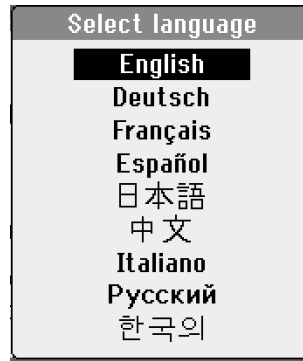 Select language
English
Deutsch
Français
Español
日本語
中文
Italiano
Русский
한국의